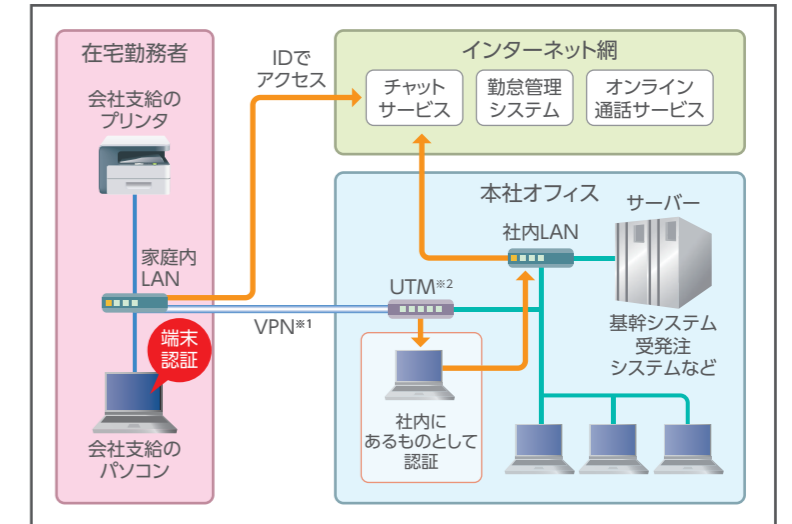 在宅勤務者
会社支給の
プリンタ
家庭内
LAN
端末
認証
会社支給の
パソコン
IDで
アクセス
VPN※1
インターネット網
チャット
サービス
勤怠管理
システム
オンライン
通話サービス
本社オフィス
サーバー
社内LAN
UTM※2
基幹システム
受発注
システムなど
社内に
あるものとして
認証